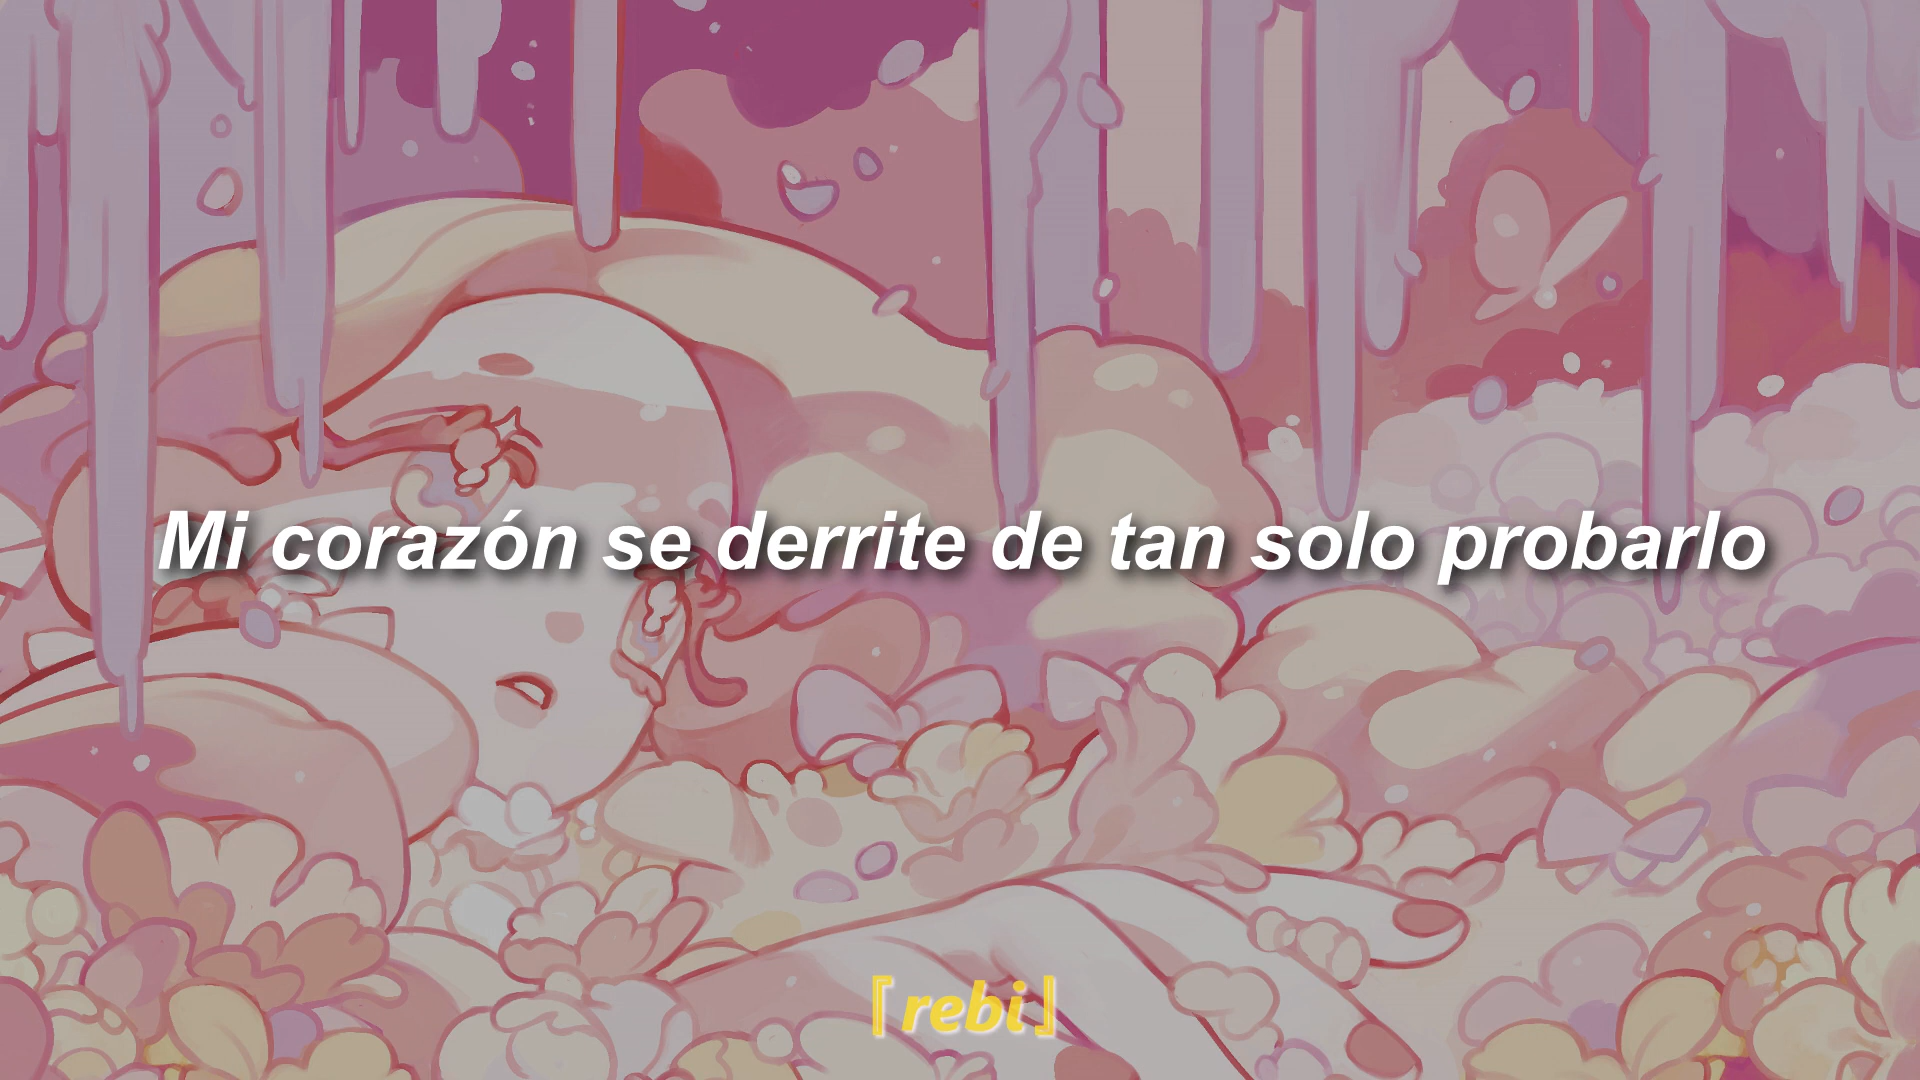 Mi corazón se derrite de tan solo probarlo
『rebi』